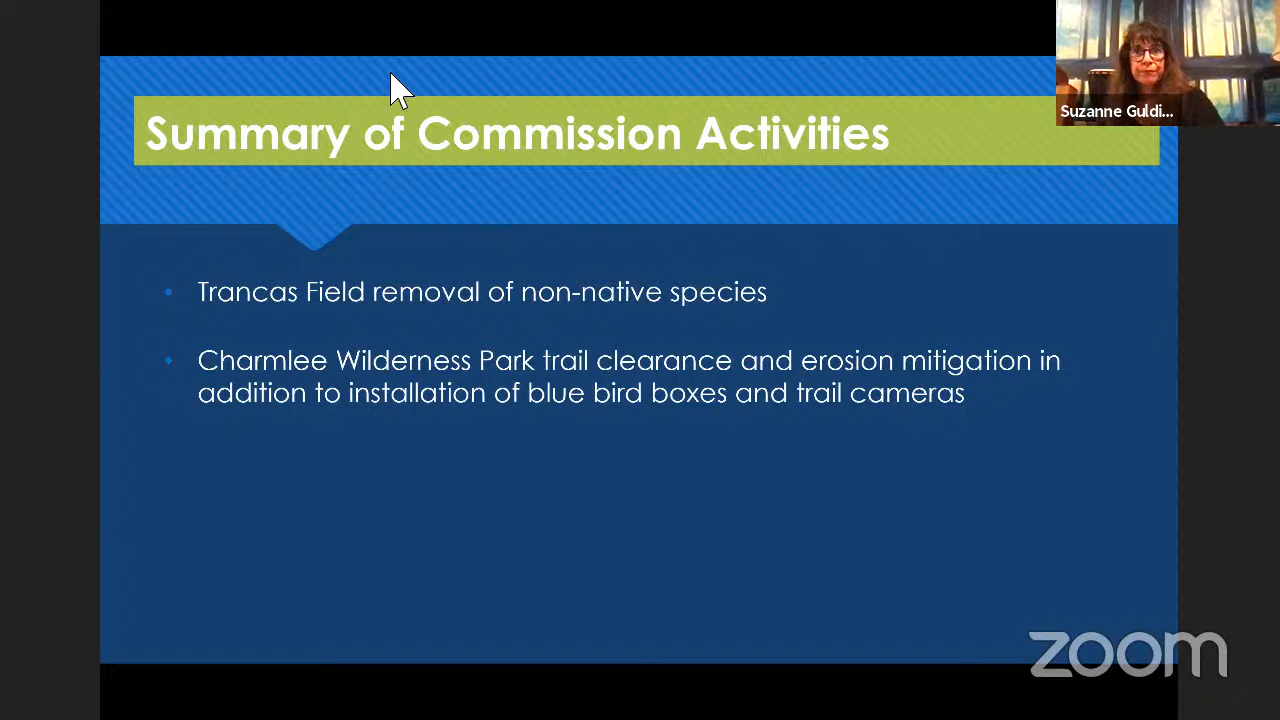 Summary of Commission Activities
Suzanne Guldi...
• Trancas Field removal of non-native species
• Charmlee Wilderness Park trail clearance and erosion mitigation in
addition to installation of blue bird boxes and trail cameras
zoom